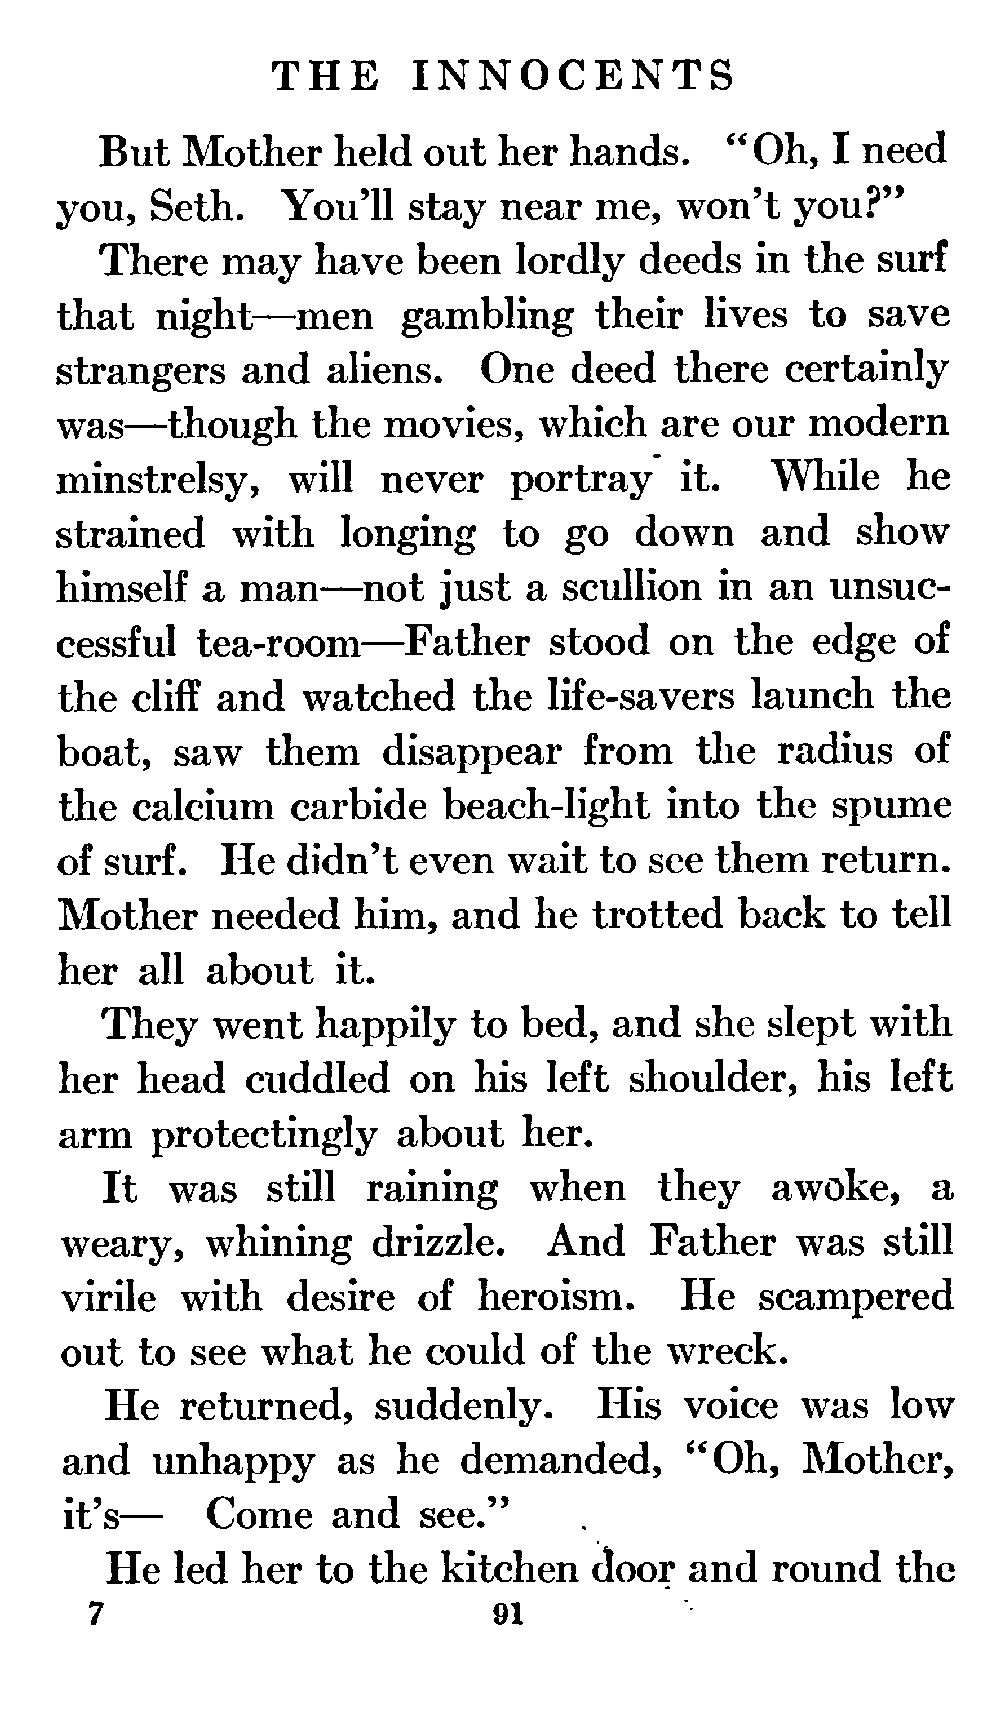 THE INNOCENTS
But Mother held out her hands. "Oh, I need
you, Seth. You'll stay near me, won't you?"
There may have been lordly deeds in the surf
that night—men gambling their lives to save
strangers and aliens. One deed there certainly
was—though the movies, which are our modern
minstrelsy, will never portray it. While he
strained with longing to go down and show
himself a man—not just a scullion in an unsuc-
cessful tea-room—Father stood on the edge of
the cliff and watched the life-savers launch the
boat, saw them disappear from the radius of
the calcium carbide beach-light into the spume
of surf. He didn't even wait to see them return.
Mother needed him, and he trotted back to tell
her all about it.
They went happily to bed, and she slept with
her head cuddled on his left shoulder, his left
arm protectingly about her.
It was still raining when they awoke, a
weary, whining drizzle. And Father was still
virile with desire of heroism. He scampered
out to see what he could of the wreck.
He returned, suddenly. His voice was low
and unhappy as he demanded, "Oh, Mother,
it's— Come and see."
He led her to the kitchen door and round the
7 91